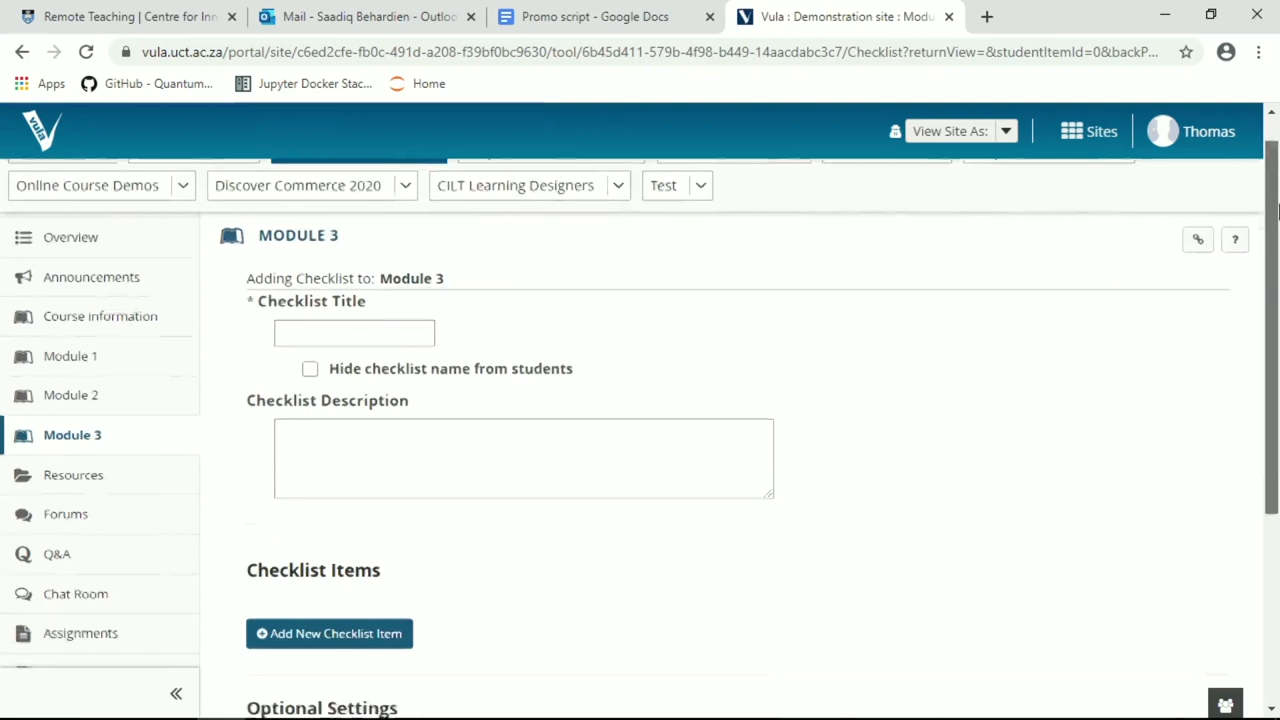 Remote Teaching | Centre for Inn
Mail - Saadiq Behardien - Outloo
Promo script - Google Docs
Vula : Demonstration site : Modu
vula.uct.ac.za/portal/site/c6ed2cfe-fb0c-491d-a208-f39bf0bc9630/tool/6b45d411-579b-4f98-b449-14aacdabc3c7/Checklist?returnView=&studentItemId=0&backP...
Apps
GitHub - Quantum...
Jupyter Docker Stac...
Home
vula
View Site As:
Sites
Thomas
Online Course Demos
Discover Commerce 2020
CILT Learning Designers
Test
Overview
Announcements
Course information
Module 1
Module 2
Module 3
Resources
Forums
Q&A
Chat Room
Assignments
MODULE 3
?
Adding Checklist to: Module 3
* Checklist Title
Hide checklist name from students
Checklist Description
Checklist Items
Add New Checklist Item
Optional Settings